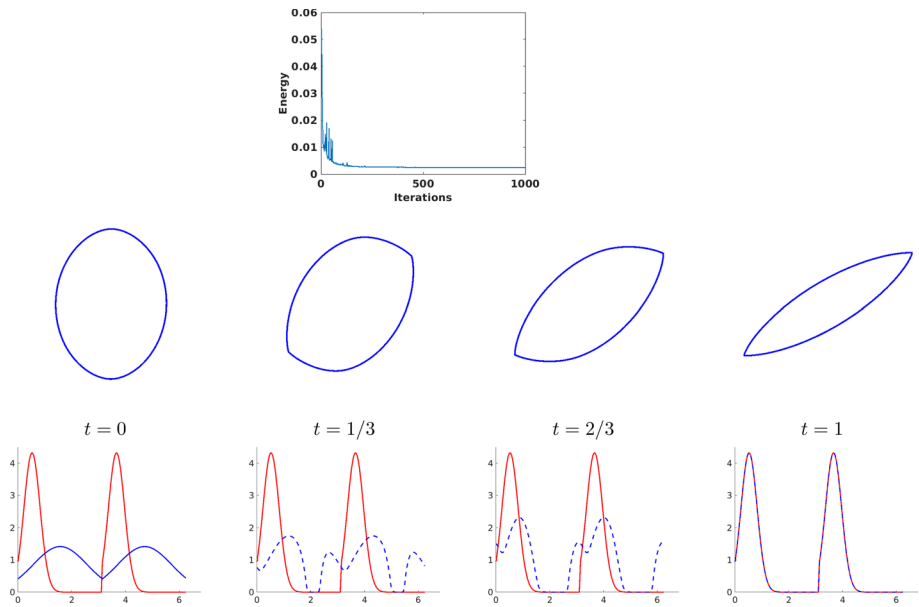 0.06
0.05
0.04
0.03
0.02
0.01
0
Energy
0 500 1000
Iterations
t = 0 t = 1/3 t = 2/3 t = 1
4 4 4 4
3 3 3 3
2 2 2 2
1 1 1 1
0 0 0 0
0 2 4 6 0 2 4 6 0 2 4 6 0 2 4 6